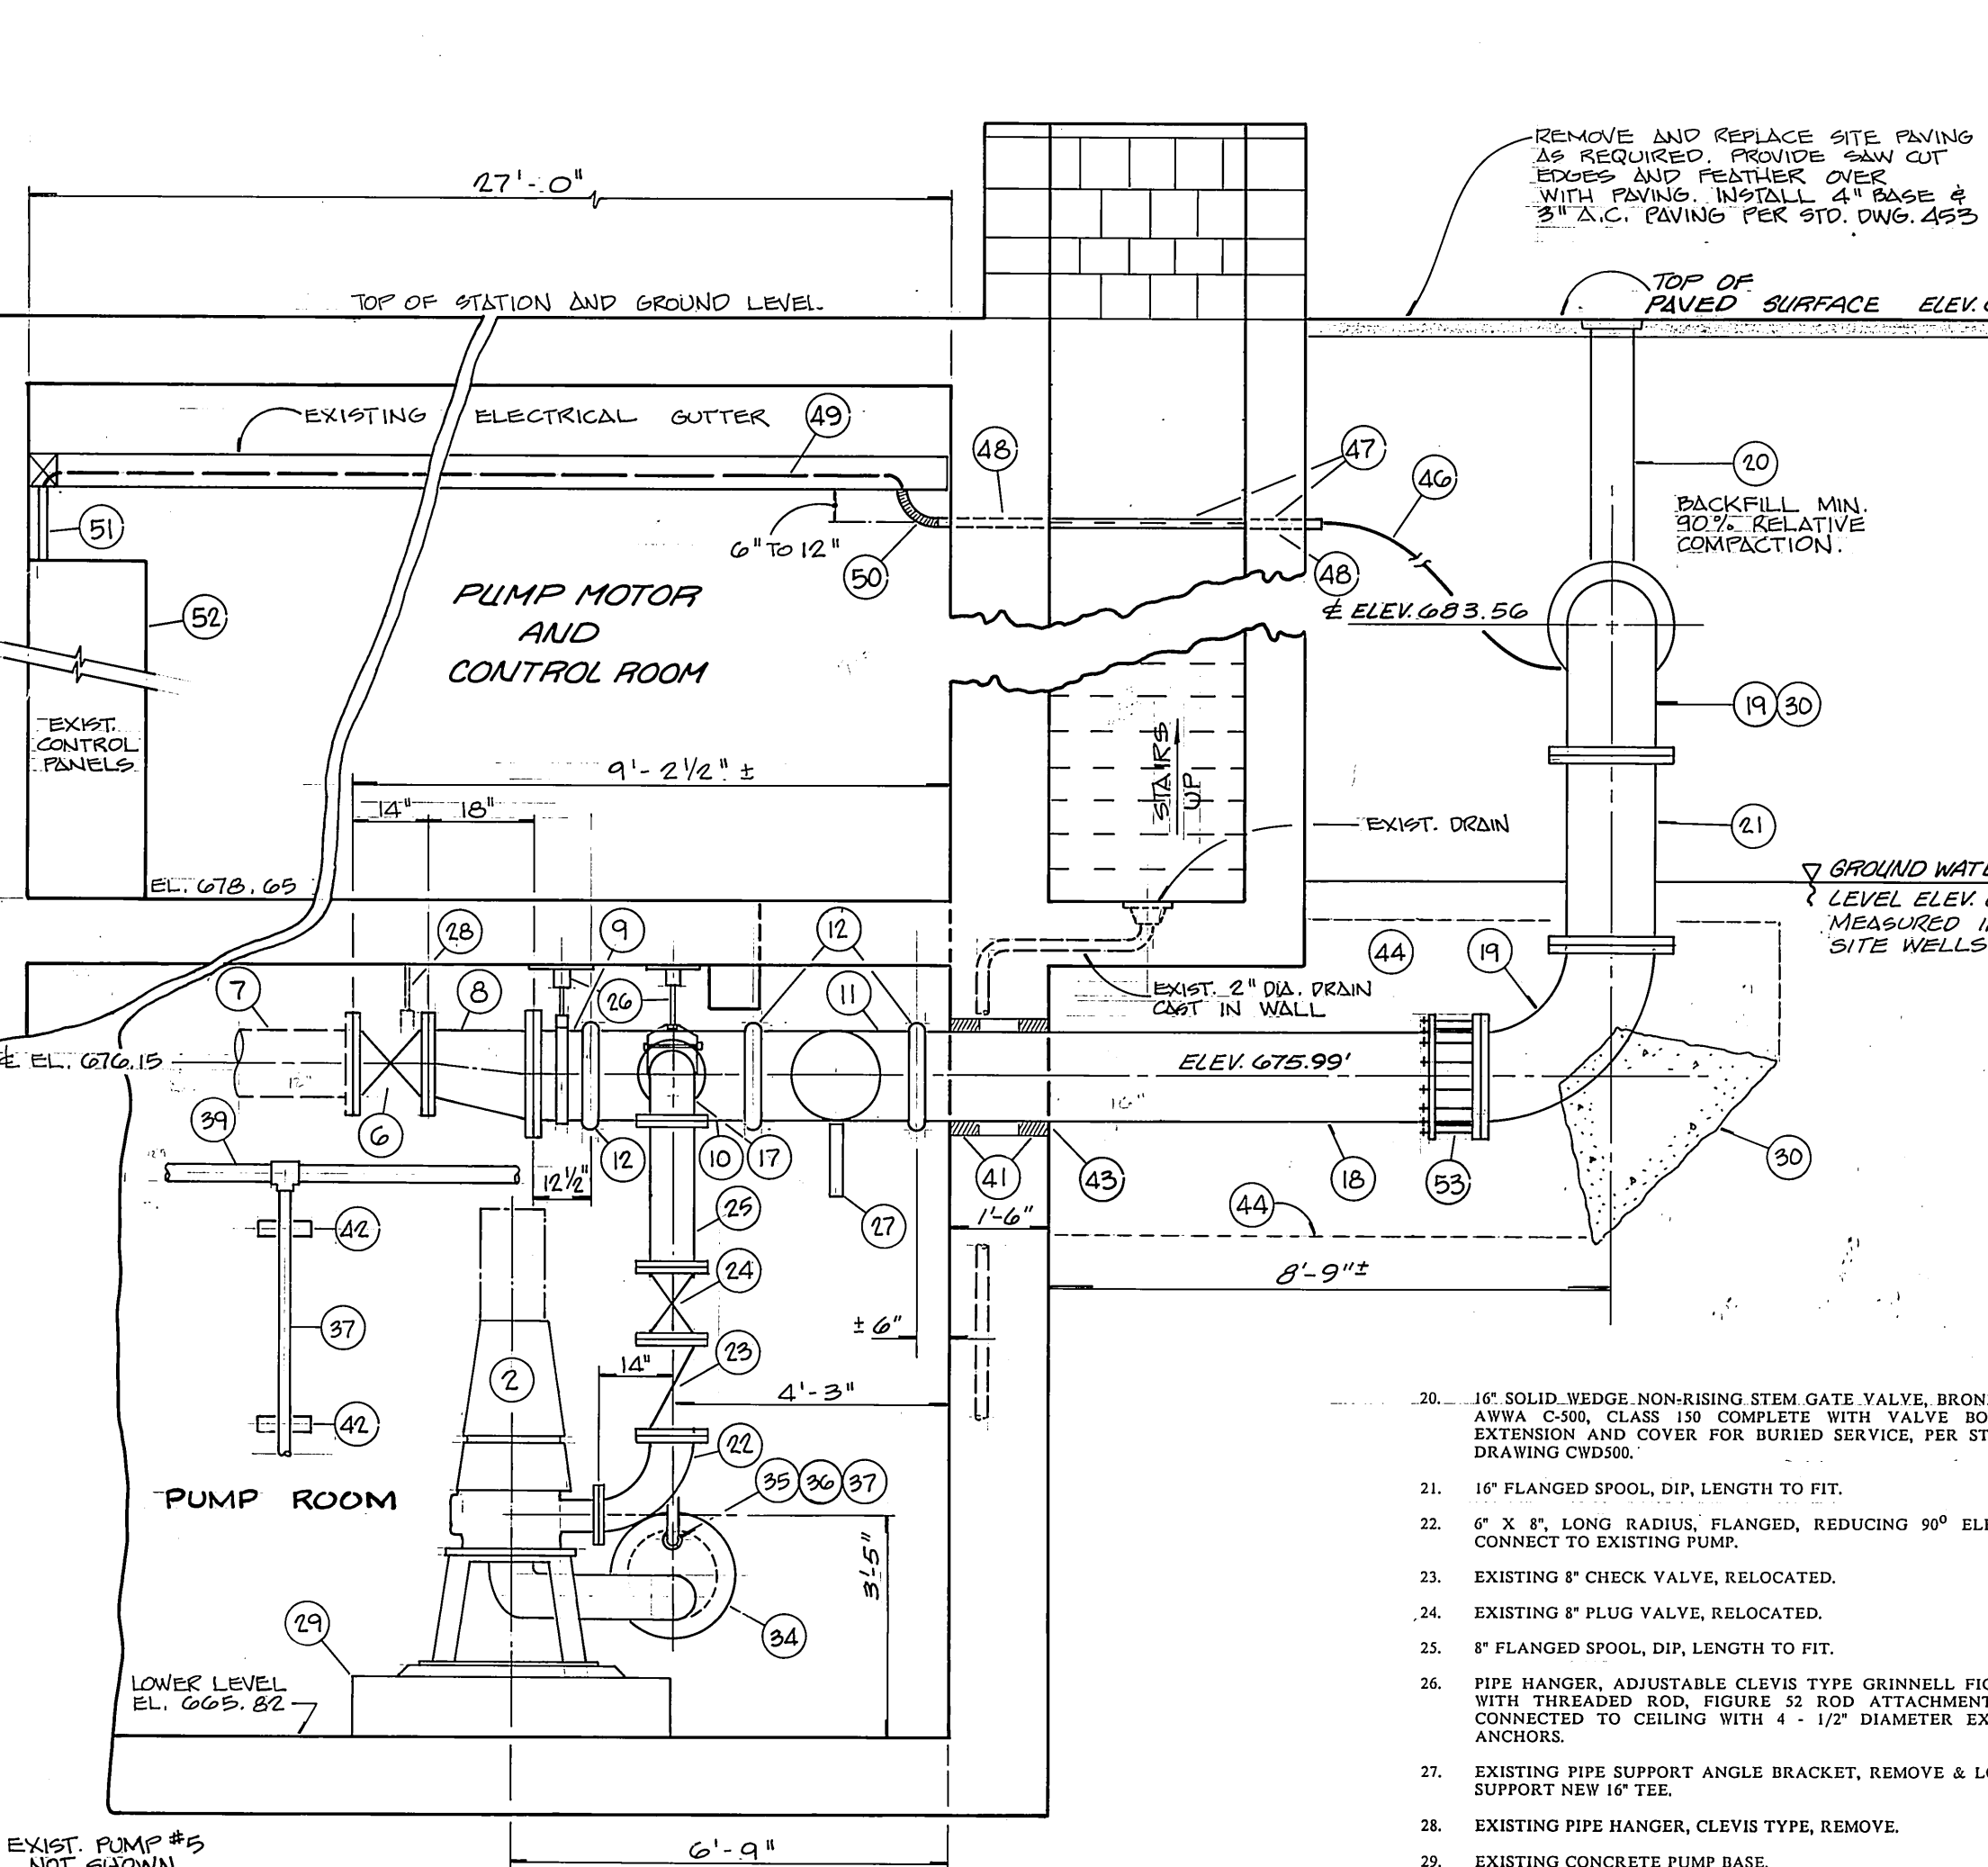 REMOVE AND REPLACE SITE PAVING
AS REQUIRED. PROVIDE SAW CUT
EDGES AND FEATHER OVER
WITH PAVING. INSTALL 4" BASE &
3" A.C. PAVING PER STD. DWG. 453
27'-0"
TOP OF STATION AND GROUND LEVEL
TOP OF
PAVED SURFACE ELEV.
EXISTING ELECTRICAL GUTTER
49
48
47
46
20
BACKFILL MIN.
90% RELATIVE
COMPACTION.
51
6" TO 12"
50
48
52
PUMP MOTOR
AND
CONTROL ROOM
℄ ELEV. 683.56
19 30
EXIST.
CONTROL
PANELS
9'-2 1/2" ±
14" 18"
STAIRS
UP
EXIST. DRAIN
21
EL. 678.65
GROUND
LEVEL ELEV.
MEASURED
SITE WELLS
28
9
12
44
19
7
8
26
11
EXIST. 2" DIA. DRAIN
CAST IN WALL
℄ EL. 676.15
12"
ELEV. 675.99'
16"
6
39
12
10
17
41
43
18
53
30
12 1/2"
25
27
1'-6"
44
42
24
8'-9"±
37
± 6"
23
14"
2
4'-3"
42
22
35 36 37
PUMP ROOM
3'-5"
29
34
LOWER LEVEL
EL. 665.82
EXIST. PUMP #5
NOT SHOWN
6'-9"
20. 16" SOLID WEDGE NON-RISING STEM GATE VALVE,
AWWA C-500, CLASS 150 COMPLETE WITH VALVE
EXTENSION AND COVER FOR BURIED SERVICE, PER
DRAWING CWD500.
21. 16" FLANGED SPOOL, DIP, LENGTH TO FIT.
22. 6" X 8", LONG RADIUS, FLANGED, REDUCING 90⁰
CONNECT TO EXISTING PUMP.
23. EXISTING 8" CHECK VALVE, RELOCATED.
24. EXISTING 8" PLUG VALVE, RELOCATED.
25. 8" FLANGED SPOOL, DIP, LENGTH TO FIT.
26. PIPE HANGER, ADJUSTABLE CLEVIS TYPE GRINNELL
WITH THREADED ROD, FIGURE 52 ROD ATTACHMENT
CONNECTED TO CEILING WITH 4 - 1/2" DIAMETER
ANCHORS.
27. EXISTING PIPE SUPPORT ANGLE BRACKET, REMOVE &
SUPPORT NEW 16" TEE.
28. EXISTING PIPE HANGER, CLEVIS TYPE, REMOVE.
29. EXISTING CONCRETE PUMP BASE.